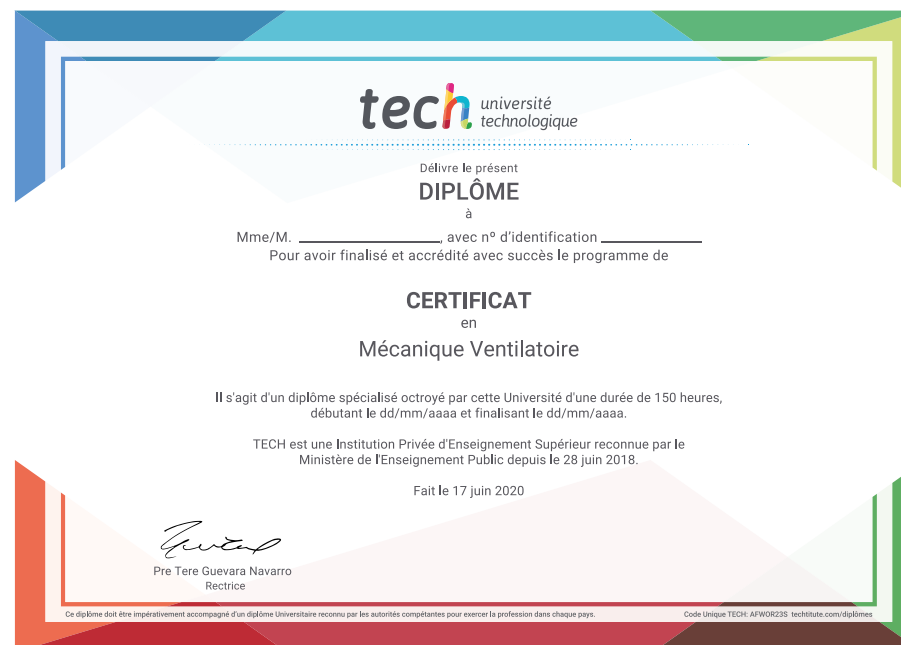 tech université
technologique
Délivre le présent
DIPLÔME
à
Mme/M. ____________________, avec nº d'identification ______________
Pour avoir finalisé et accrédité avec succès le programme de
CERTIFICAT
en
Mécanique Ventilatoire
Il s'agit d'un diplôme spécialisé octroyé par cette Université d'une durée de 150 heures,
débutant le dd/mm/aaaa et finalisant le dd/mm/aaaa.
TECH est une Institution Privée d'Enseignement Supérieur reconnue par le
Ministère de l'Enseignement Public depuis le 28 juin 2018.
Fait le 17 juin 2020
Pre Tere Guevara Navarro
Rectrice
Ce diplôme doit être impérativement accompagné d'un diplôme Universitaire reconnu par les autorités compétantes pour exercer la profession dans chaque pays. Code Unique TECH: AFWOR23S techtitute.com/diplômes